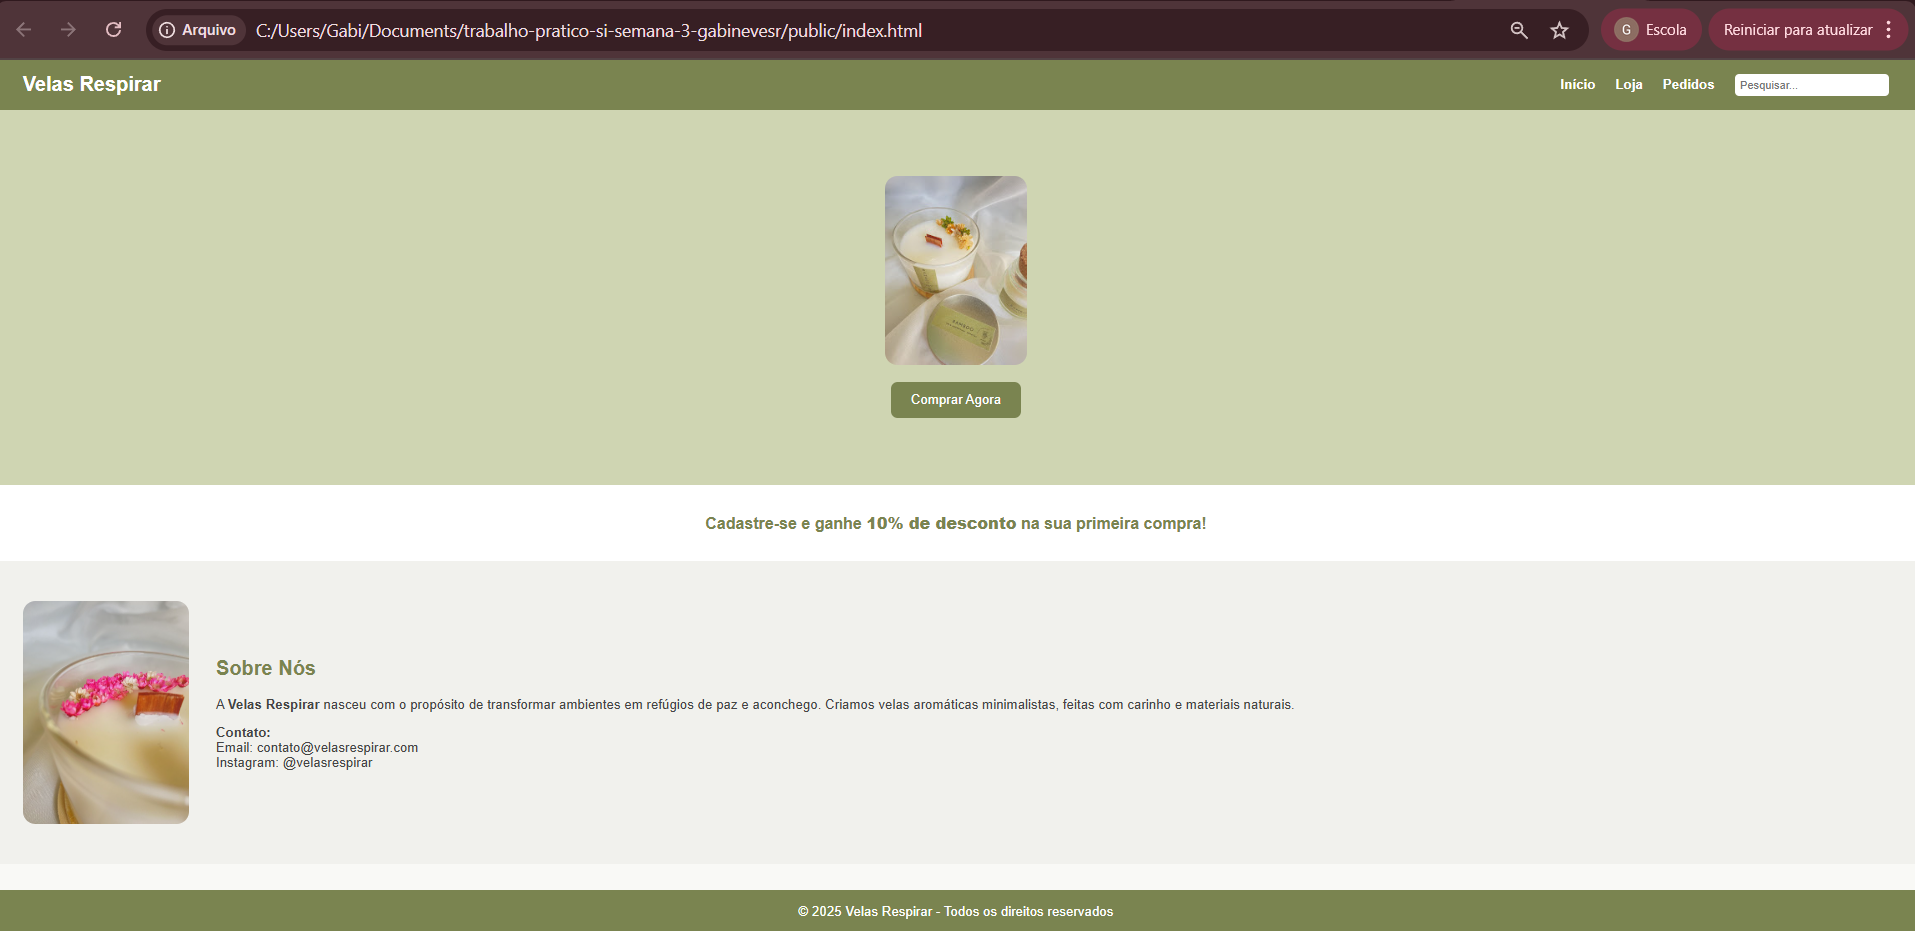 Arquivo C:/Users/Gabi/Documents/trabalho-pratico-si-semana-3-gabinevesr/public/index.html G Escola Reiniciar para atualizar
Velas Respirar Início Loja Pedidos Pesquisar...
BAMBOO
Comprar Agora
Cadastre-se e ganhe 10% de desconto na sua primeira compra!
Sobre Nós
A Velas Respirar nasceu com o propósito de transformar ambientes em refúgios de paz e aconchego. Criamos velas aromáticas minimalistas, feitas com carinho e materiais naturais.
Contato:
Email: contato@velasrespirar.com
Instagram: @velasrespirar
© 2025 Velas Respirar - Todos os direitos reservados